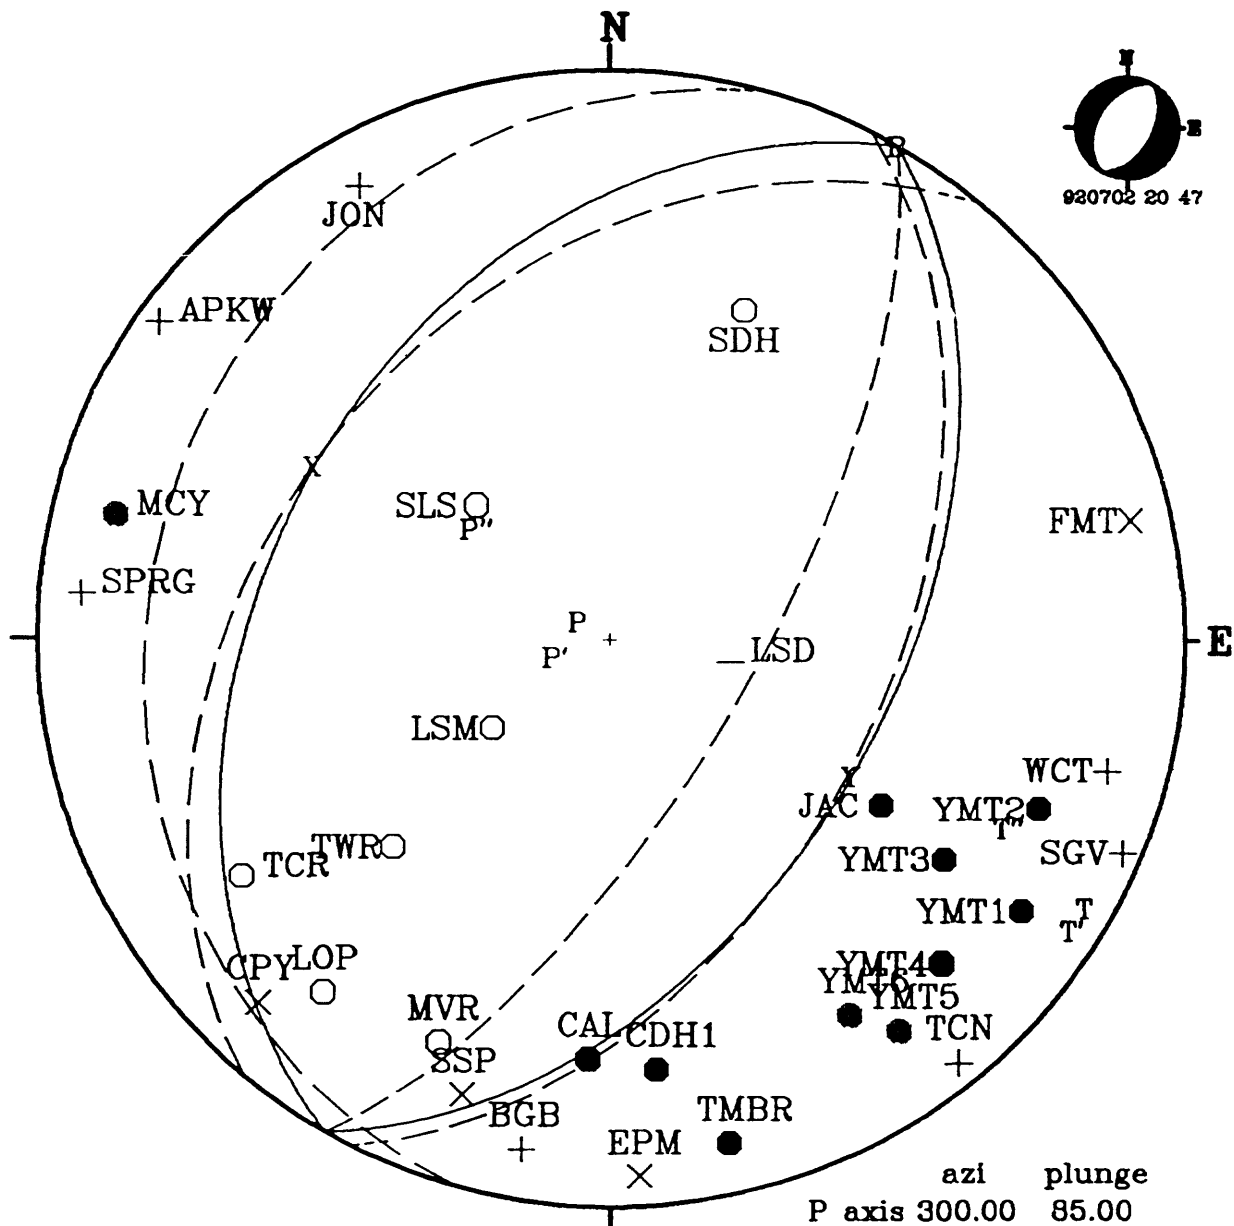 N
N
E
920702 20 47
B
JON
APKW
SDH
X
MCY
SLS
P''
FMT
SPRG
P
P'
LSD
E
LSM
Y
WCT
JAC
YMT2
T''
TWR
YMT3
SGV
TCR
YMT1
T
T'
CPY
LOP
YMT4
YMT6
YMT5
MVR
CAL
CDH1
TCN
SSP
BGB
TMBR
EPM
azi plunge
P axis 300.00 85.00